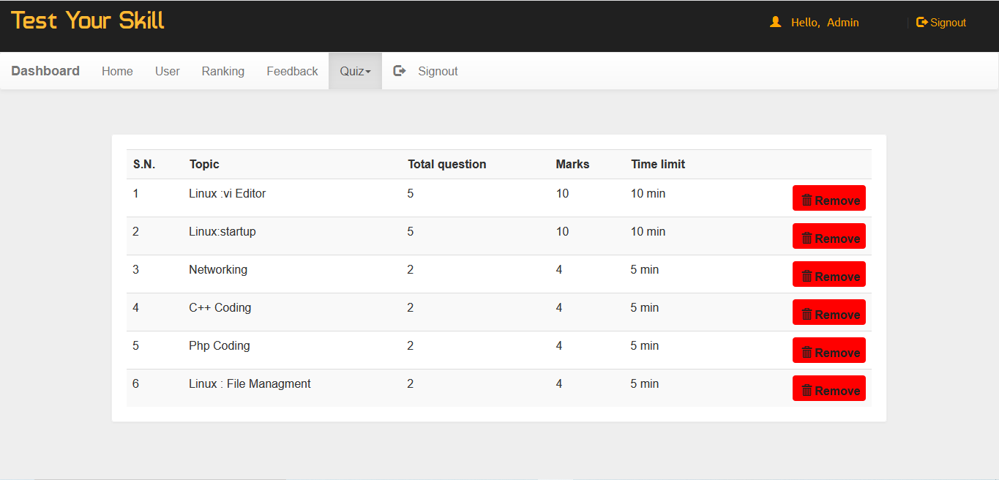 Test Your Skill
Hello, Admin
Signout
Dashboard Home User Ranking Feedback Quiz Signout
S.N. Topic Total question Marks Time limit
1 Linux :vi Editor 5 10 10 min Remove
2 Linux:startup 5 10 10 min Remove
3 Networking 2 4 5 min Remove
4 C++ Coding 2 4 5 min Remove
5 Php Coding 2 4 5 min Remove
6 Linux : File Managment 2 4 5 min Remove